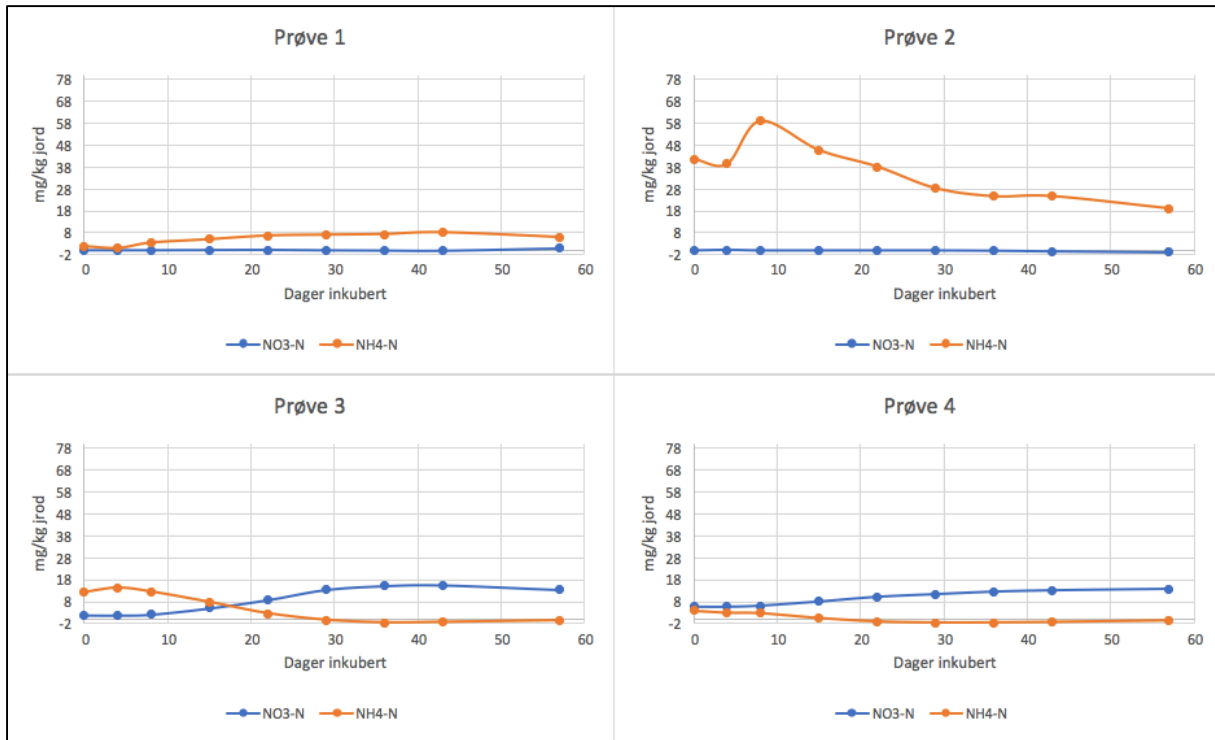 Prøve 1
mg/kg jord
78
68
58
48
38
28
18
8
-2
0 10 20 30 40 50 60
Dager inkubert
NO3-N NH4-N
Prøve 2
mg/kg jord
78
68
58
48
38
28
18
8
-2
0 10 20 30 40 50 60
Dager inkubert
NO3-N NH4-N
Prøve 3
mg/kg jrod
78
68
58
48
38
28
18
8
-2
0 10 20 30 40 50 60
Dager inkubert
NO3-N NH4-N
Prøve 4
mg/kg jord
78
68
58
48
38
28
18
8
-2
0 10 20 30 40 50 60
Dager inkubert
NO3-N NH4-N